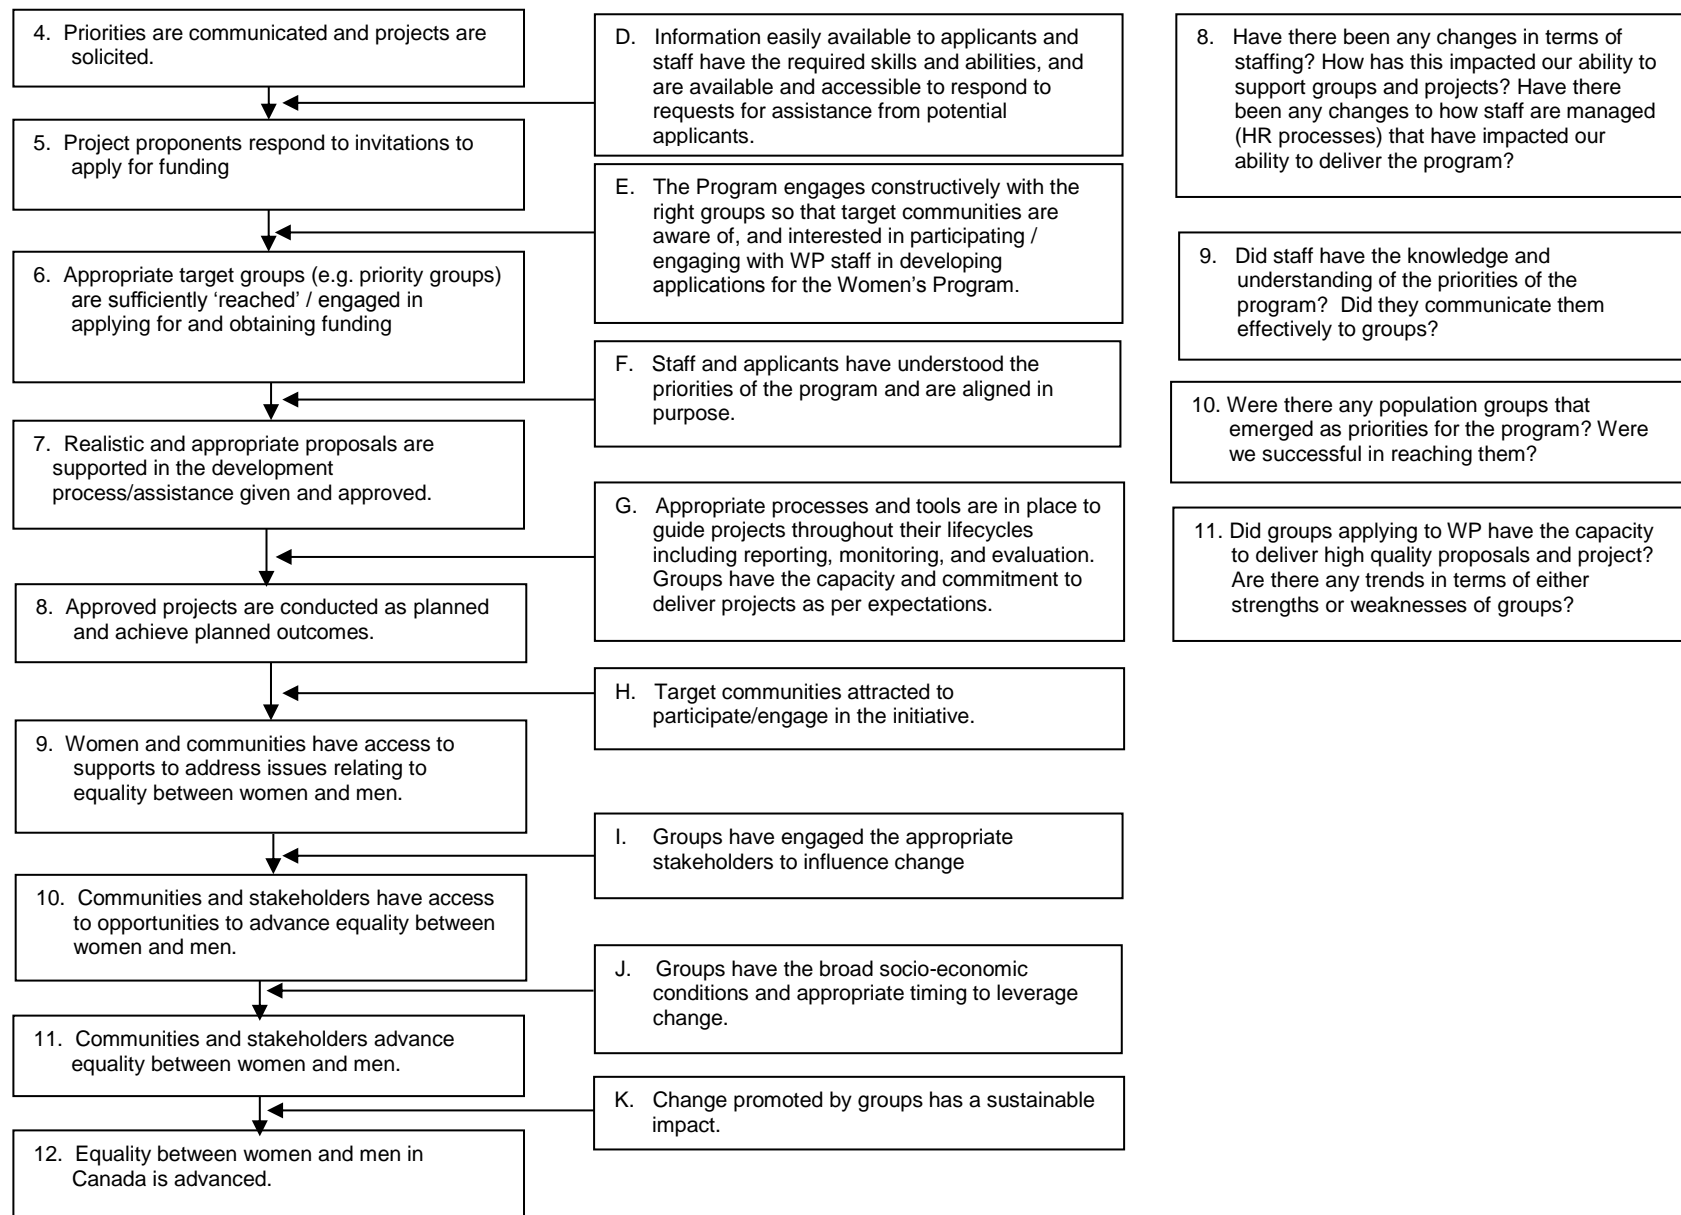 4. Priorities are communicated and projects are
solicited.
5. Project proponents respond to invitations to
apply for funding
6. Appropriate target groups (e.g. priority groups)
are sufficiently ‘reached’ / engaged in
applying for and obtaining funding
7. Realistic and appropriate proposals are
supported in the development
process/assistance given and approved.
8. Approved projects are conducted as planned
and achieve planned outcomes.
9. Women and communities have access to
supports to address issues relating to
equality between women and men.
10. Communities and stakeholders have access
to opportunities to advance equality between
women and men.
11. Communities and stakeholders advance
equality between women and men.
12. Equality between women and men in
Canada is advanced.
D. Information easily available to applicants and
staff have the required skills and abilities, and
are available and accessible to respond to
requests for assistance from potential
applicants.
E. The Program engages constructively with the
right groups so that target communities are
aware of, and interested in participating /
engaging with WP staff in developing
applications for the Women’s Program.
F. Staff and applicants have understood the
priorities of the program and are aligned in
purpose.
G. Appropriate processes and tools are in place to
guide projects throughout their lifecycles
including reporting, monitoring, and evaluation.
Groups have the capacity and commitment to
deliver projects as per expectations.
H. Target communities attracted to
participate/engage in the initiative.
I. Groups have engaged the appropriate
stakeholders to influence change
J. Groups have the broad socio-economic
conditions and appropriate timing to leverage
change.
K. Change promoted by groups has a sustainable
impact.
8. Have there been any changes in terms of
staffing? How has this impacted our ability to
support groups and projects? Have there
been any changes to how staff are managed
(HR processes) that have impacted our
ability to deliver the program?
9. Did staff have the knowledge and
understanding of the priorities of the
program? Did they communicate them
effectively to groups?
10. Were there any population groups that
emerged as priorities for the program? Were
we successful in reaching them?
11. Did groups applying to WP have the capacity
to deliver high quality proposals and project?
Are there any trends in terms of either
strengths or weaknesses of groups?